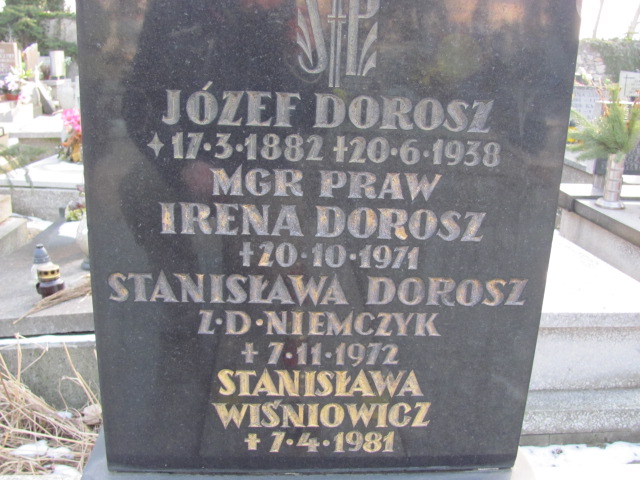 ŚP
JÓZEF DOROSZ
17·3·1882 +20·6·1938
MGR PRAW
IRENA DOROSZ
+20·10·1971
STANISŁAWA DOROSZ
Z·D·NIEMCZYK
+7·11·1972
STANISŁAWA
WIŚNIOWICZ
+7·4·1981